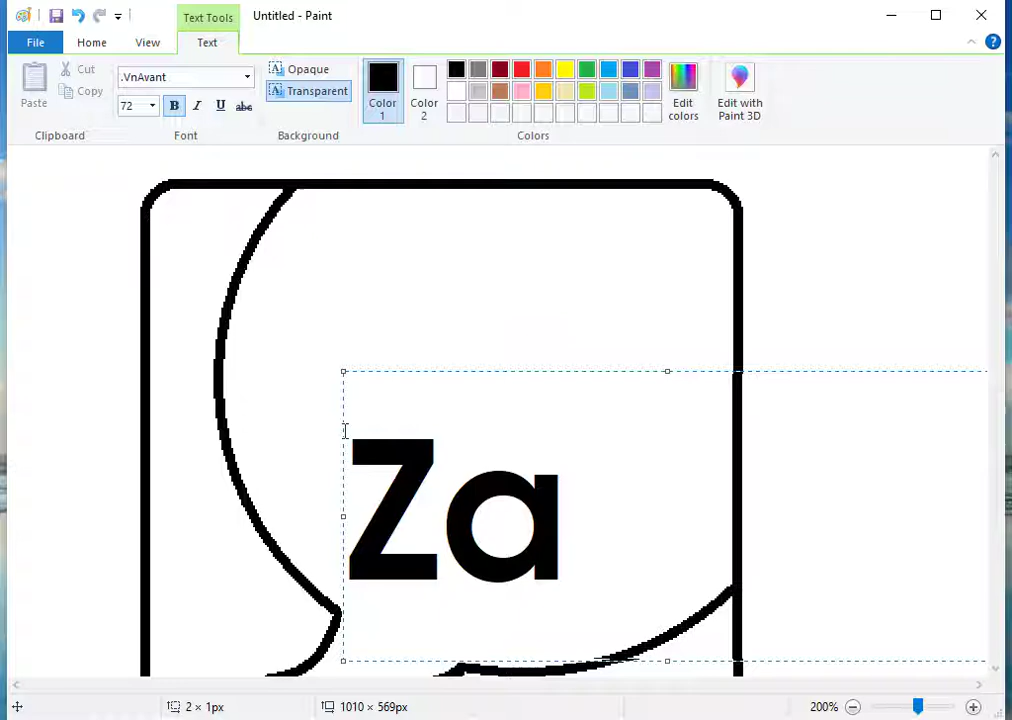 Text Tools
Untitled - Paint
File
Home
View
Text
Paste
Cut
Copy
Clipboard
.VnAvant
72
B
I
U
abc
Font
A Opaque
A Transparent
Background
Color
1
Color
2
Edit
colors
Edit with
Paint 3D
Colors
Za
2 × 1px
1010 × 569px
200%